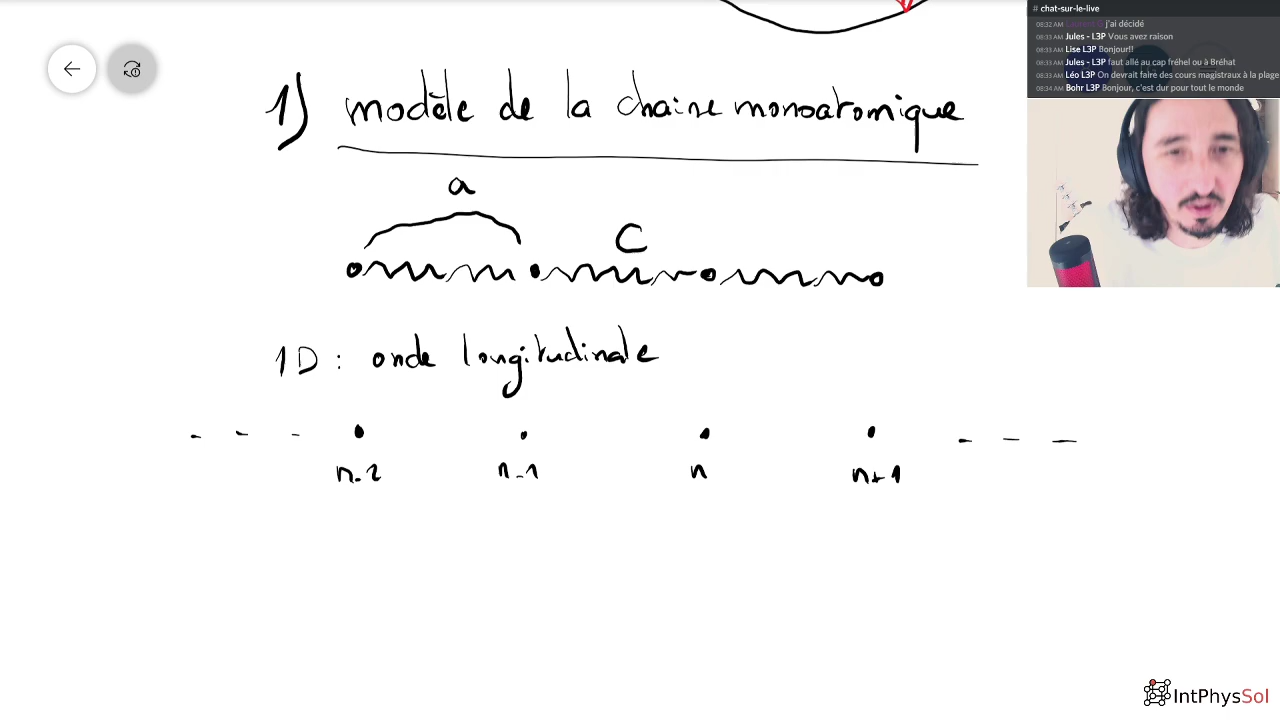 1) modèle de la chaine monoatomique
a
C
1D : onde longitudinale
- - - - - -
n-2 n-1 n n+1
# chat-sur-le-live
08:32 AM Laurent G j'ai décidé
08:33 AM Jules - L3P Vous avez raison
08:33 AM Lise L3P Bonjour!!
08:33 AM Jules - L3P faut allé au cap fréhel ou à Bréhat
08:33 AM Léo L3P On devrait faire des cours magistraux à la plage
08:34 AM Bohr L3P Bonjour, c'est dur pour tout le monde
IntPhysSol